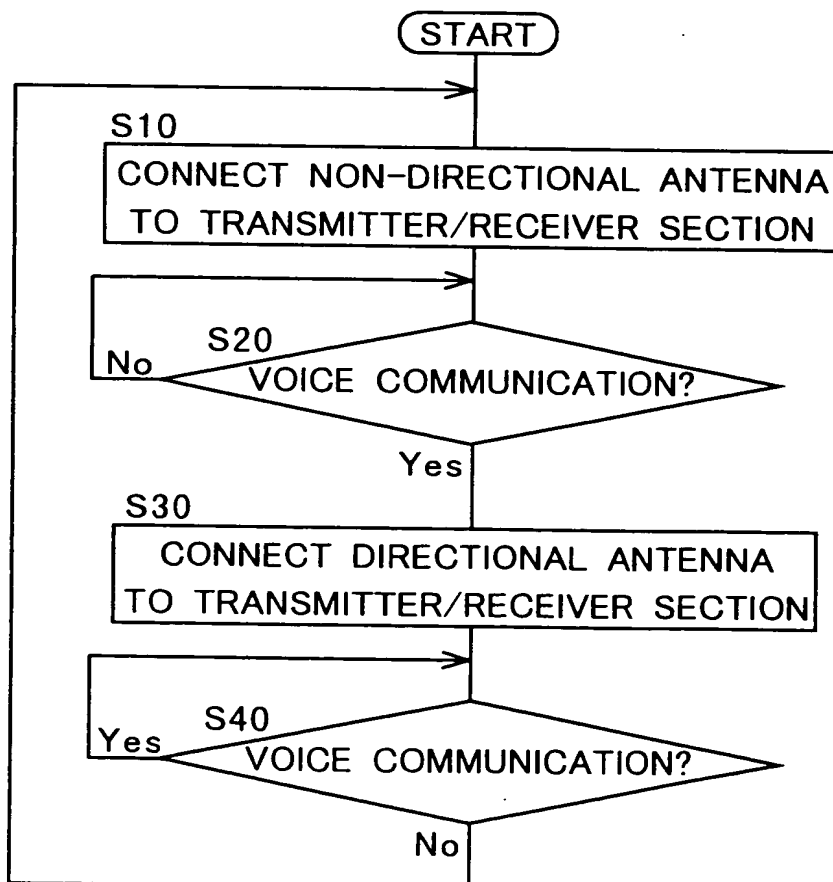 START
S10
CONNECT NON-DIRECTIONAL ANTENNA
TO TRANSMITTER/RECEIVER SECTION
S20
No
VOICE COMMUNICATION?
Yes
S30
CONNECT DIRECTIONAL ANTENNA
TO TRANSMITTER/RECEIVER SECTION
S40
Yes
VOICE COMMUNICATION?
No